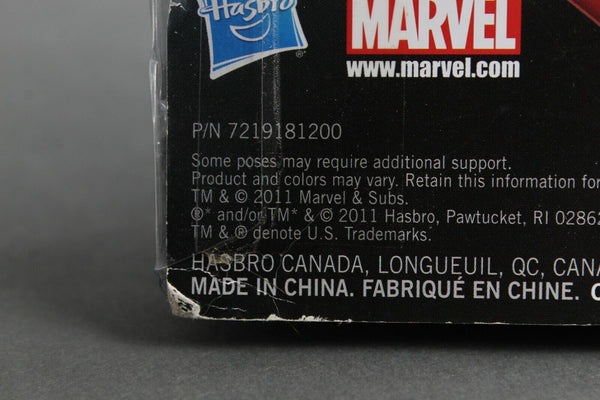 Hasbro
®
MARVEL
www.marvel.com
P/N 7219181200
Some poses may require additional support.
Product and colors may vary. Retain this information for
TM & © 2011 Marvel & Subs.
®* and/or TM* & © 2011 Hasbro, Pawtucket, RI 02862
TM & ® denote U.S. Trademarks.
HASBRO CANADA, LONGUEUIL, QC, CANA
MADE IN CHINA. FABRIQUÉ EN CHINE.